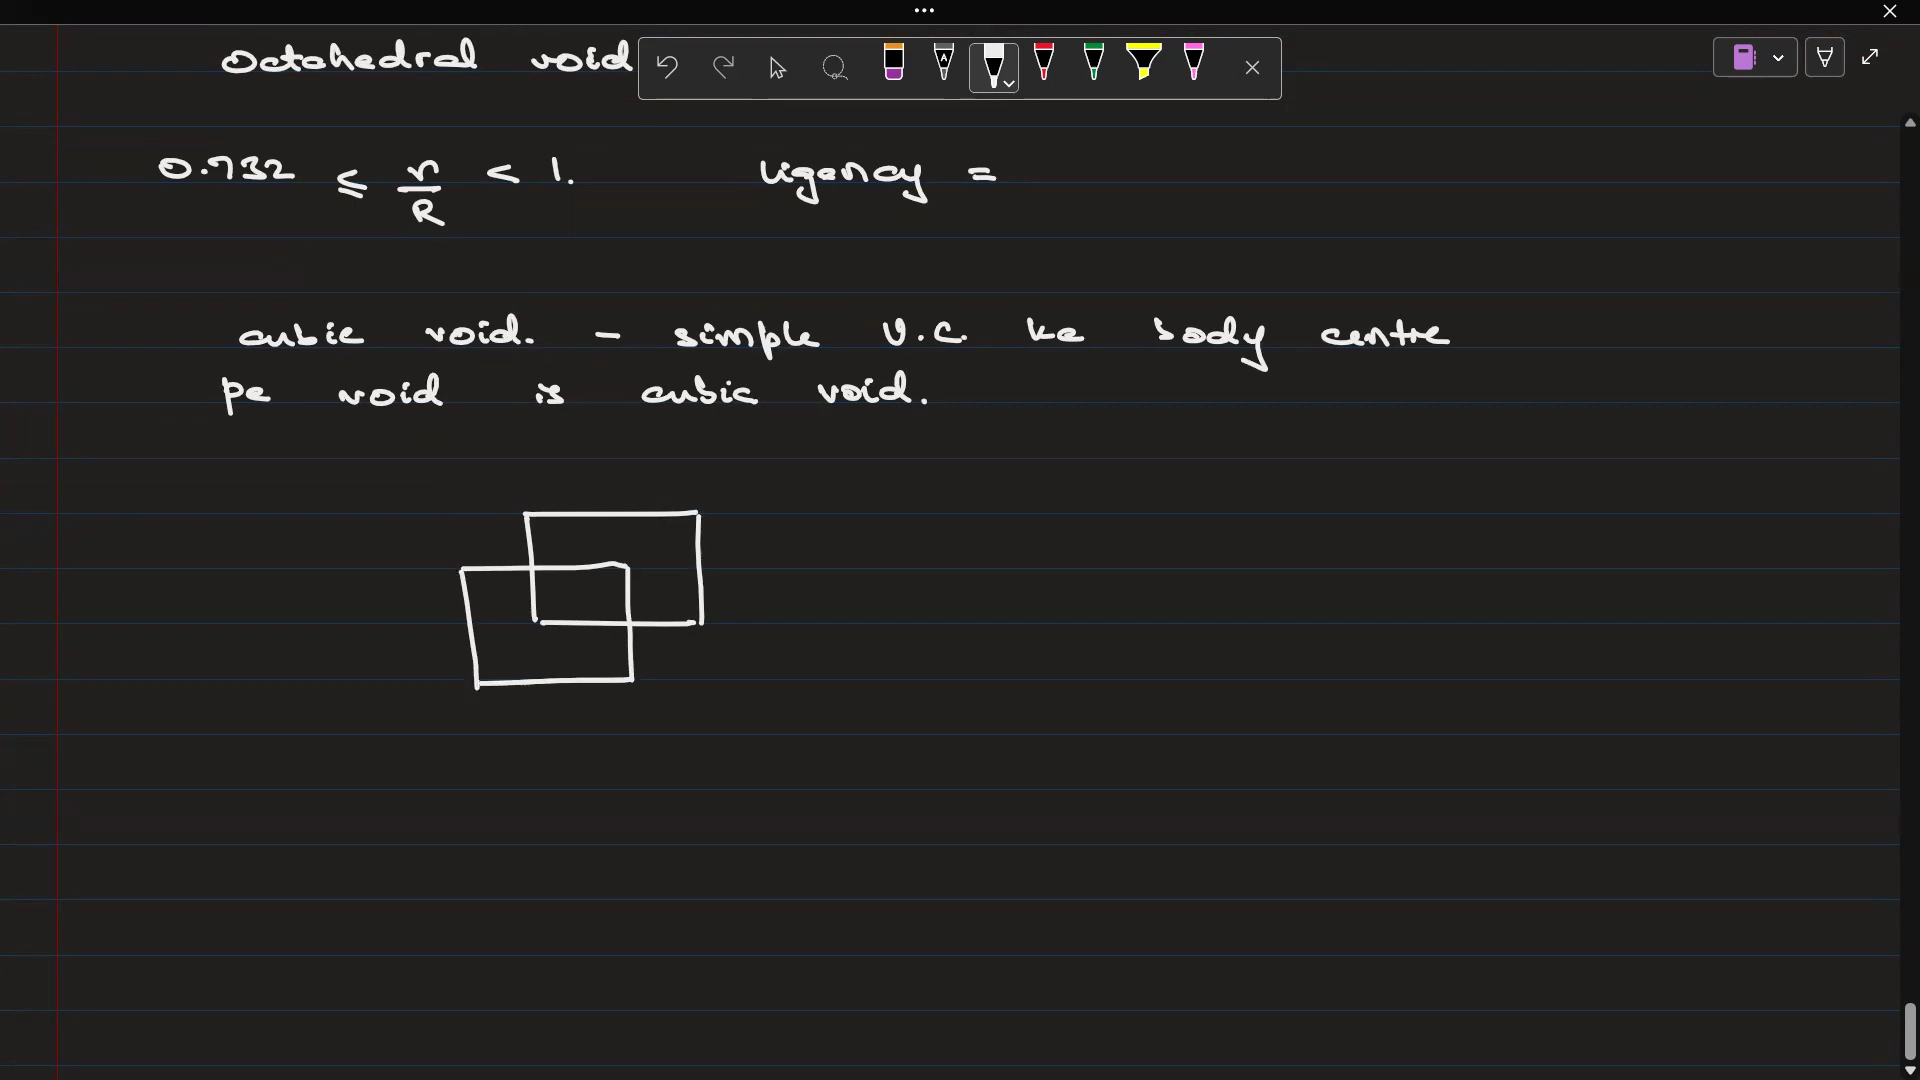 Octahedral void
0.732 ≤ r/R < 1. ligancy =
cubic void. - simple U.C. ke body centre
pe void is cubic void.